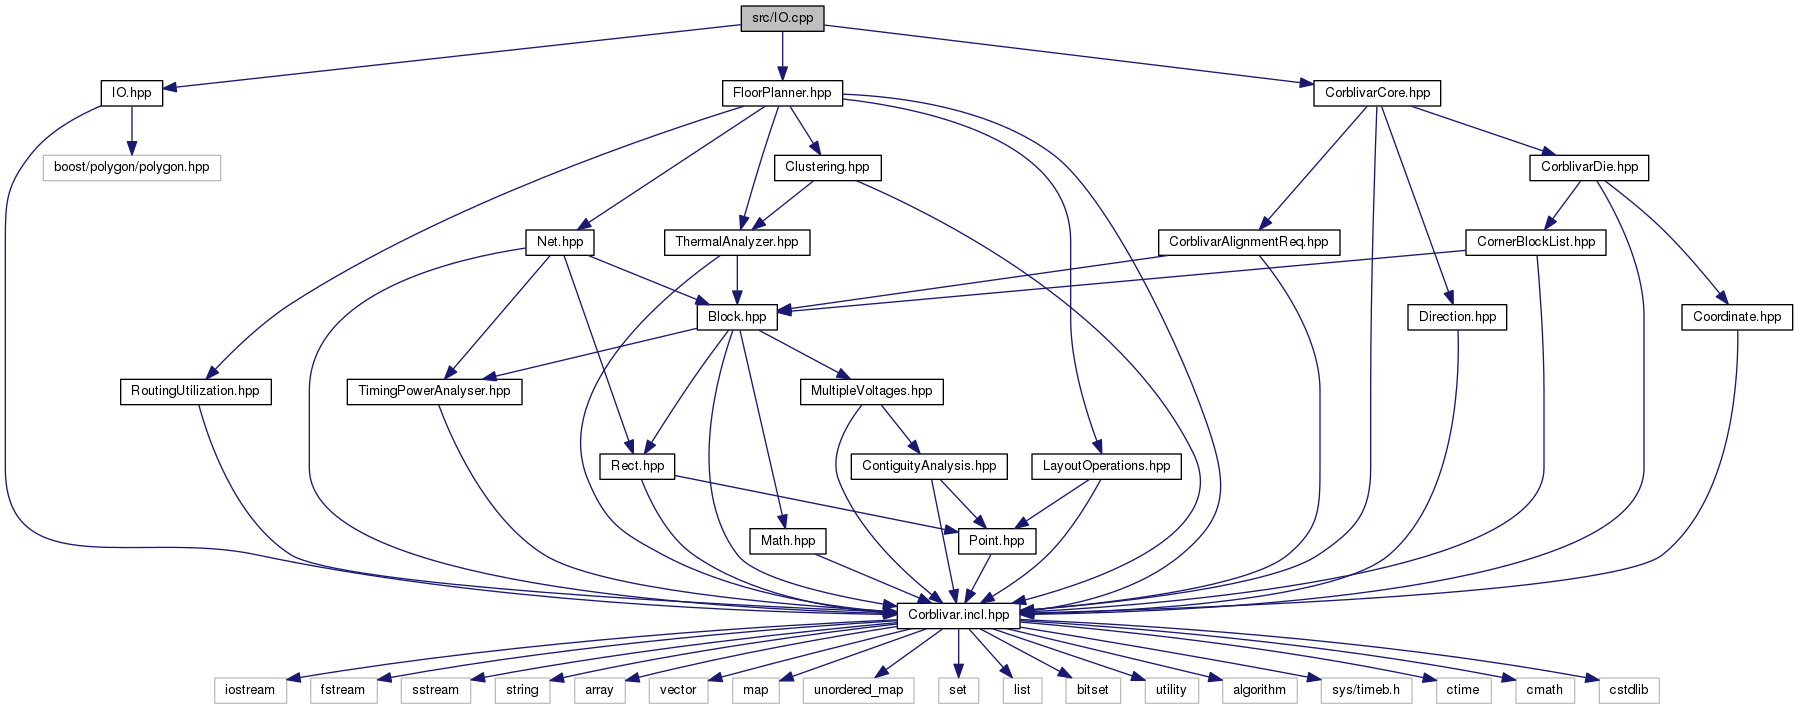 src/IO.cpp
IO.hpp
FloorPlanner.hpp
CorblivarCore.hpp
boost/polygon/polygon.hpp
Clustering.hpp
CorblivarDie.hpp
Net.hpp
ThermalAnalyzer.hpp
CorblivarAlignmentReq.hpp
CornerBlockList.hpp
Block.hpp
Direction.hpp
Coordinate.hpp
RoutingUtilization.hpp
TimingPowerAnalyser.hpp
MultipleVoltages.hpp
Rect.hpp
ContiguityAnalysis.hpp
LayoutOperations.hpp
Math.hpp
Point.hpp
Corblivar.incl.hpp
iostream
fstream
sstream
string
array
vector
map
unordered_map
set
list
bitset
utility
algorithm
sys/timeb.h
ctime
cmath
cstdlib